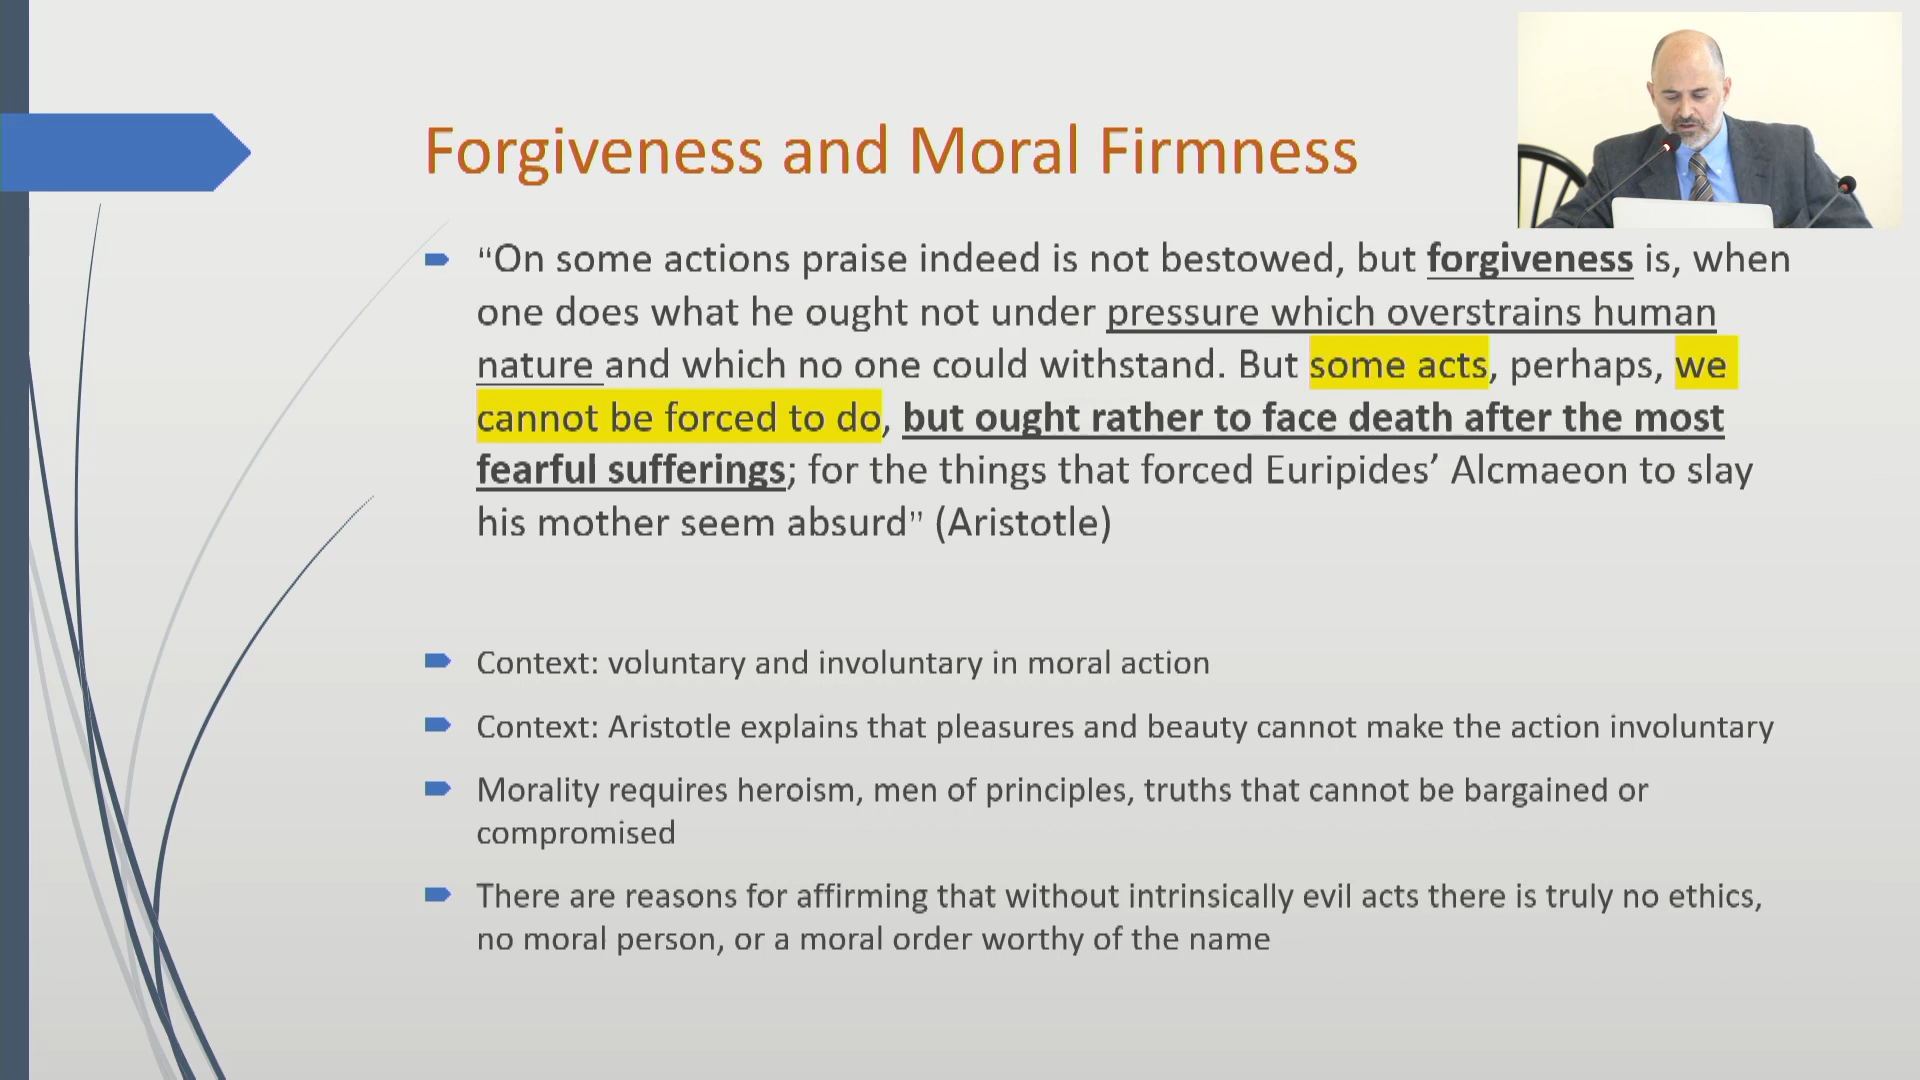 Forgiveness and Moral Firmness
“On some actions praise indeed is not bestowed, but forgiveness is, when
one does what he ought not under pressure which overstrains human
nature and which no one could withstand. But some acts, perhaps, we
cannot be forced to do, but ought rather to face death after the most
fearful sufferings; for the things that forced Euripides’ Alcmaeon to slay
his mother seem absurd” (Aristotle)
Context: voluntary and involuntary in moral action
Context: Aristotle explains that pleasures and beauty cannot make the action involuntary
Morality requires heroism, men of principles, truths that cannot be bargained or
compromised
There are reasons for affirming that without intrinsically evil acts there is truly no ethics,
no moral person, or a moral order worthy of the name